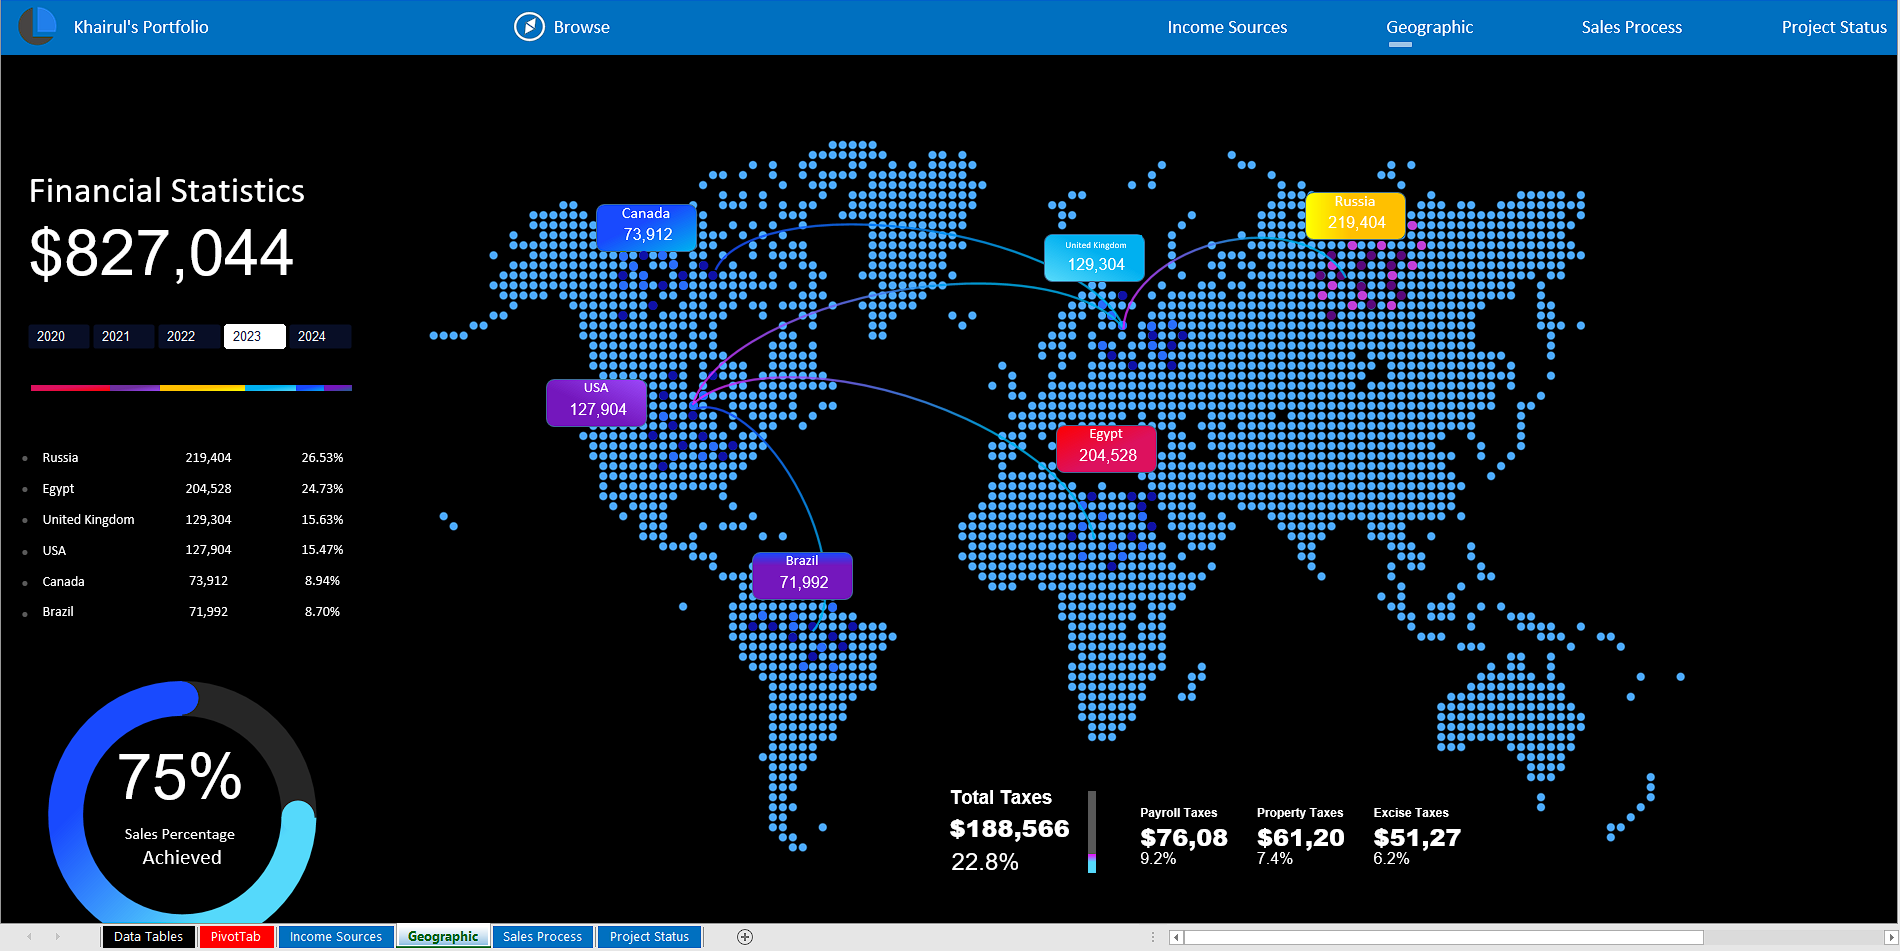 Khairul's Portfolio
Browse
Income Sources
Geographic
Sales Process
Project Status
Financial Statistics
$827,044
2020 2021 2022 2023 2024
Russia 219,404 26.53%
Egypt 204,528 24.73%
United Kingdom 129,304 15.63%
USA 127,904 15.47%
Canada 73,912 8.94%
Brazil 71,992 8.70%
75%
Sales Percentage
Achieved
Canada
73,912
United Kingdom
129,304
Russia
219,404
USA
127,904
Egypt
204,528
Brazil
71,992
Total Taxes
$188,566
22.8%
Payroll Taxes
$76,08
9.2%
Property Taxes
$61,20
7.4%
Excise Taxes
$51,27
6.2%
Data Tables PivotTab Income Sources Geographic Sales Process Project Status